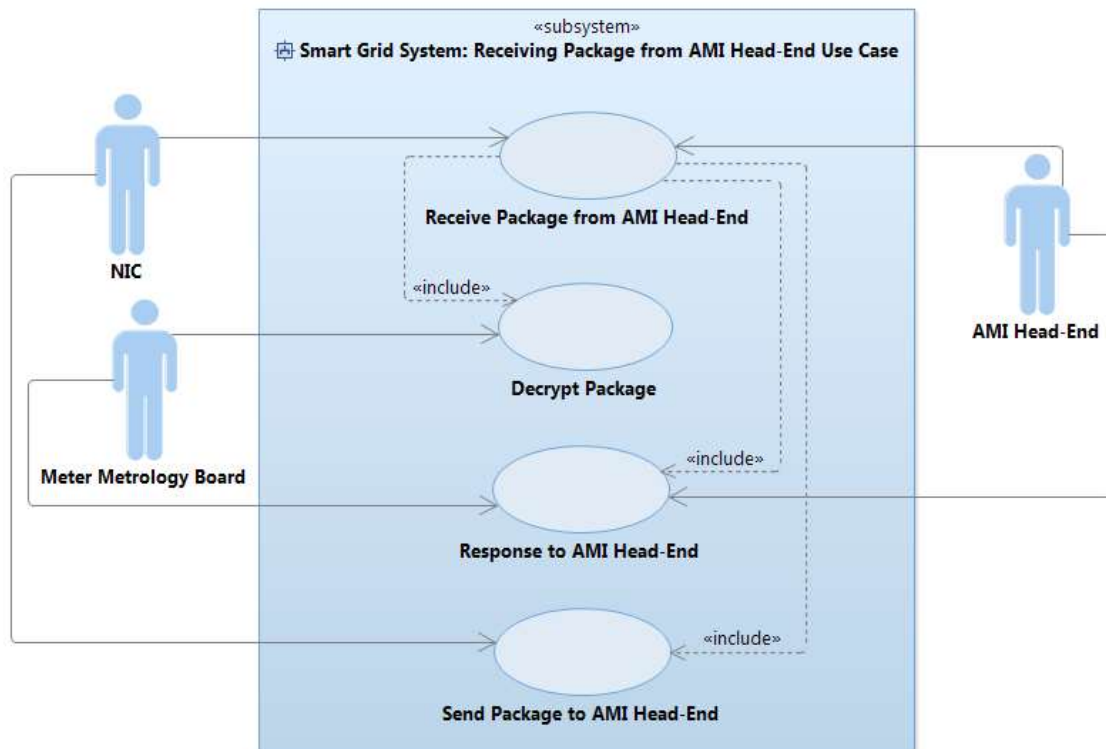 «subsystem»
Smart Grid System: Receiving Package from AMI Head-End Use Case
Receive Package from AMI Head-End
NIC
«include»
AMI Head-End
Decrypt Package
Meter Metrology Board
«include»
Response to AMI Head-End
«include»
Send Package to AMI Head-End